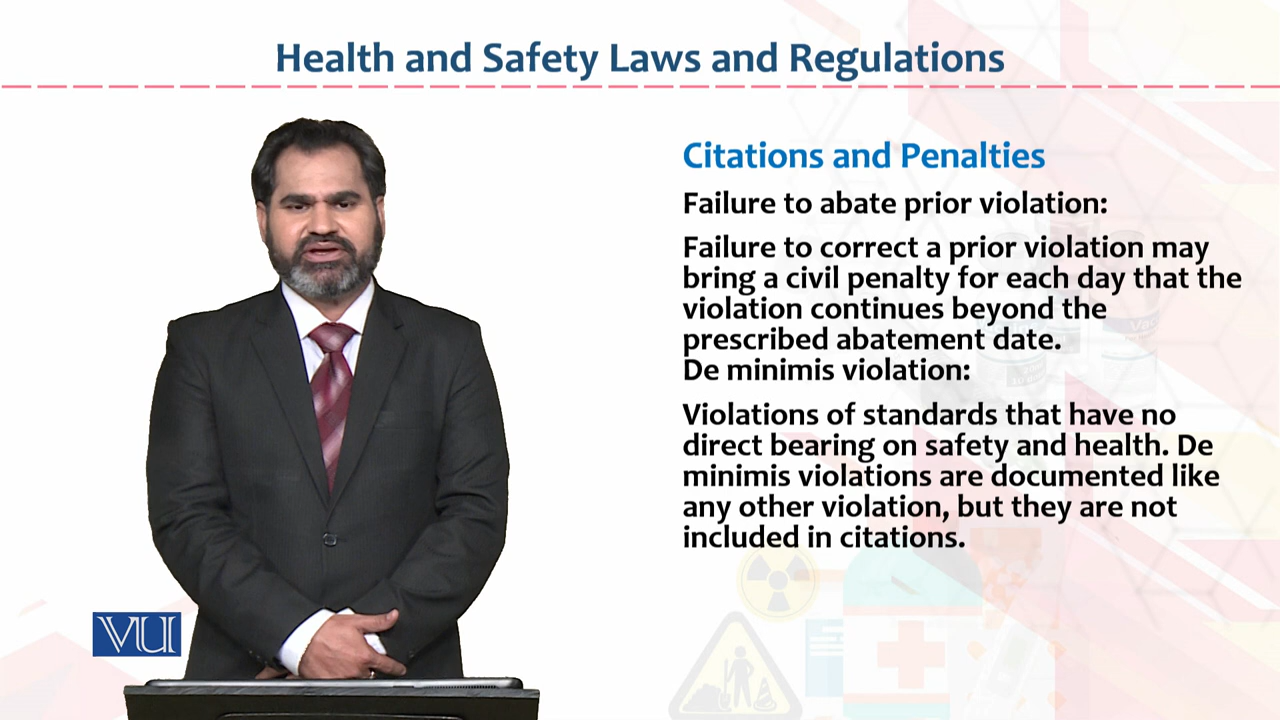 Health and Safety Laws and Regulations
Citations and Penalties
Failure to abate prior violation:
Failure to correct a prior violation may
bring a civil penalty for each day that the
violation continues beyond the
prescribed abatement date.
De minimis violation:
Violations of standards that have no
direct bearing on safety and health. De
minimis violations are documented like
any other violation, but they are not
included in citations.
VU